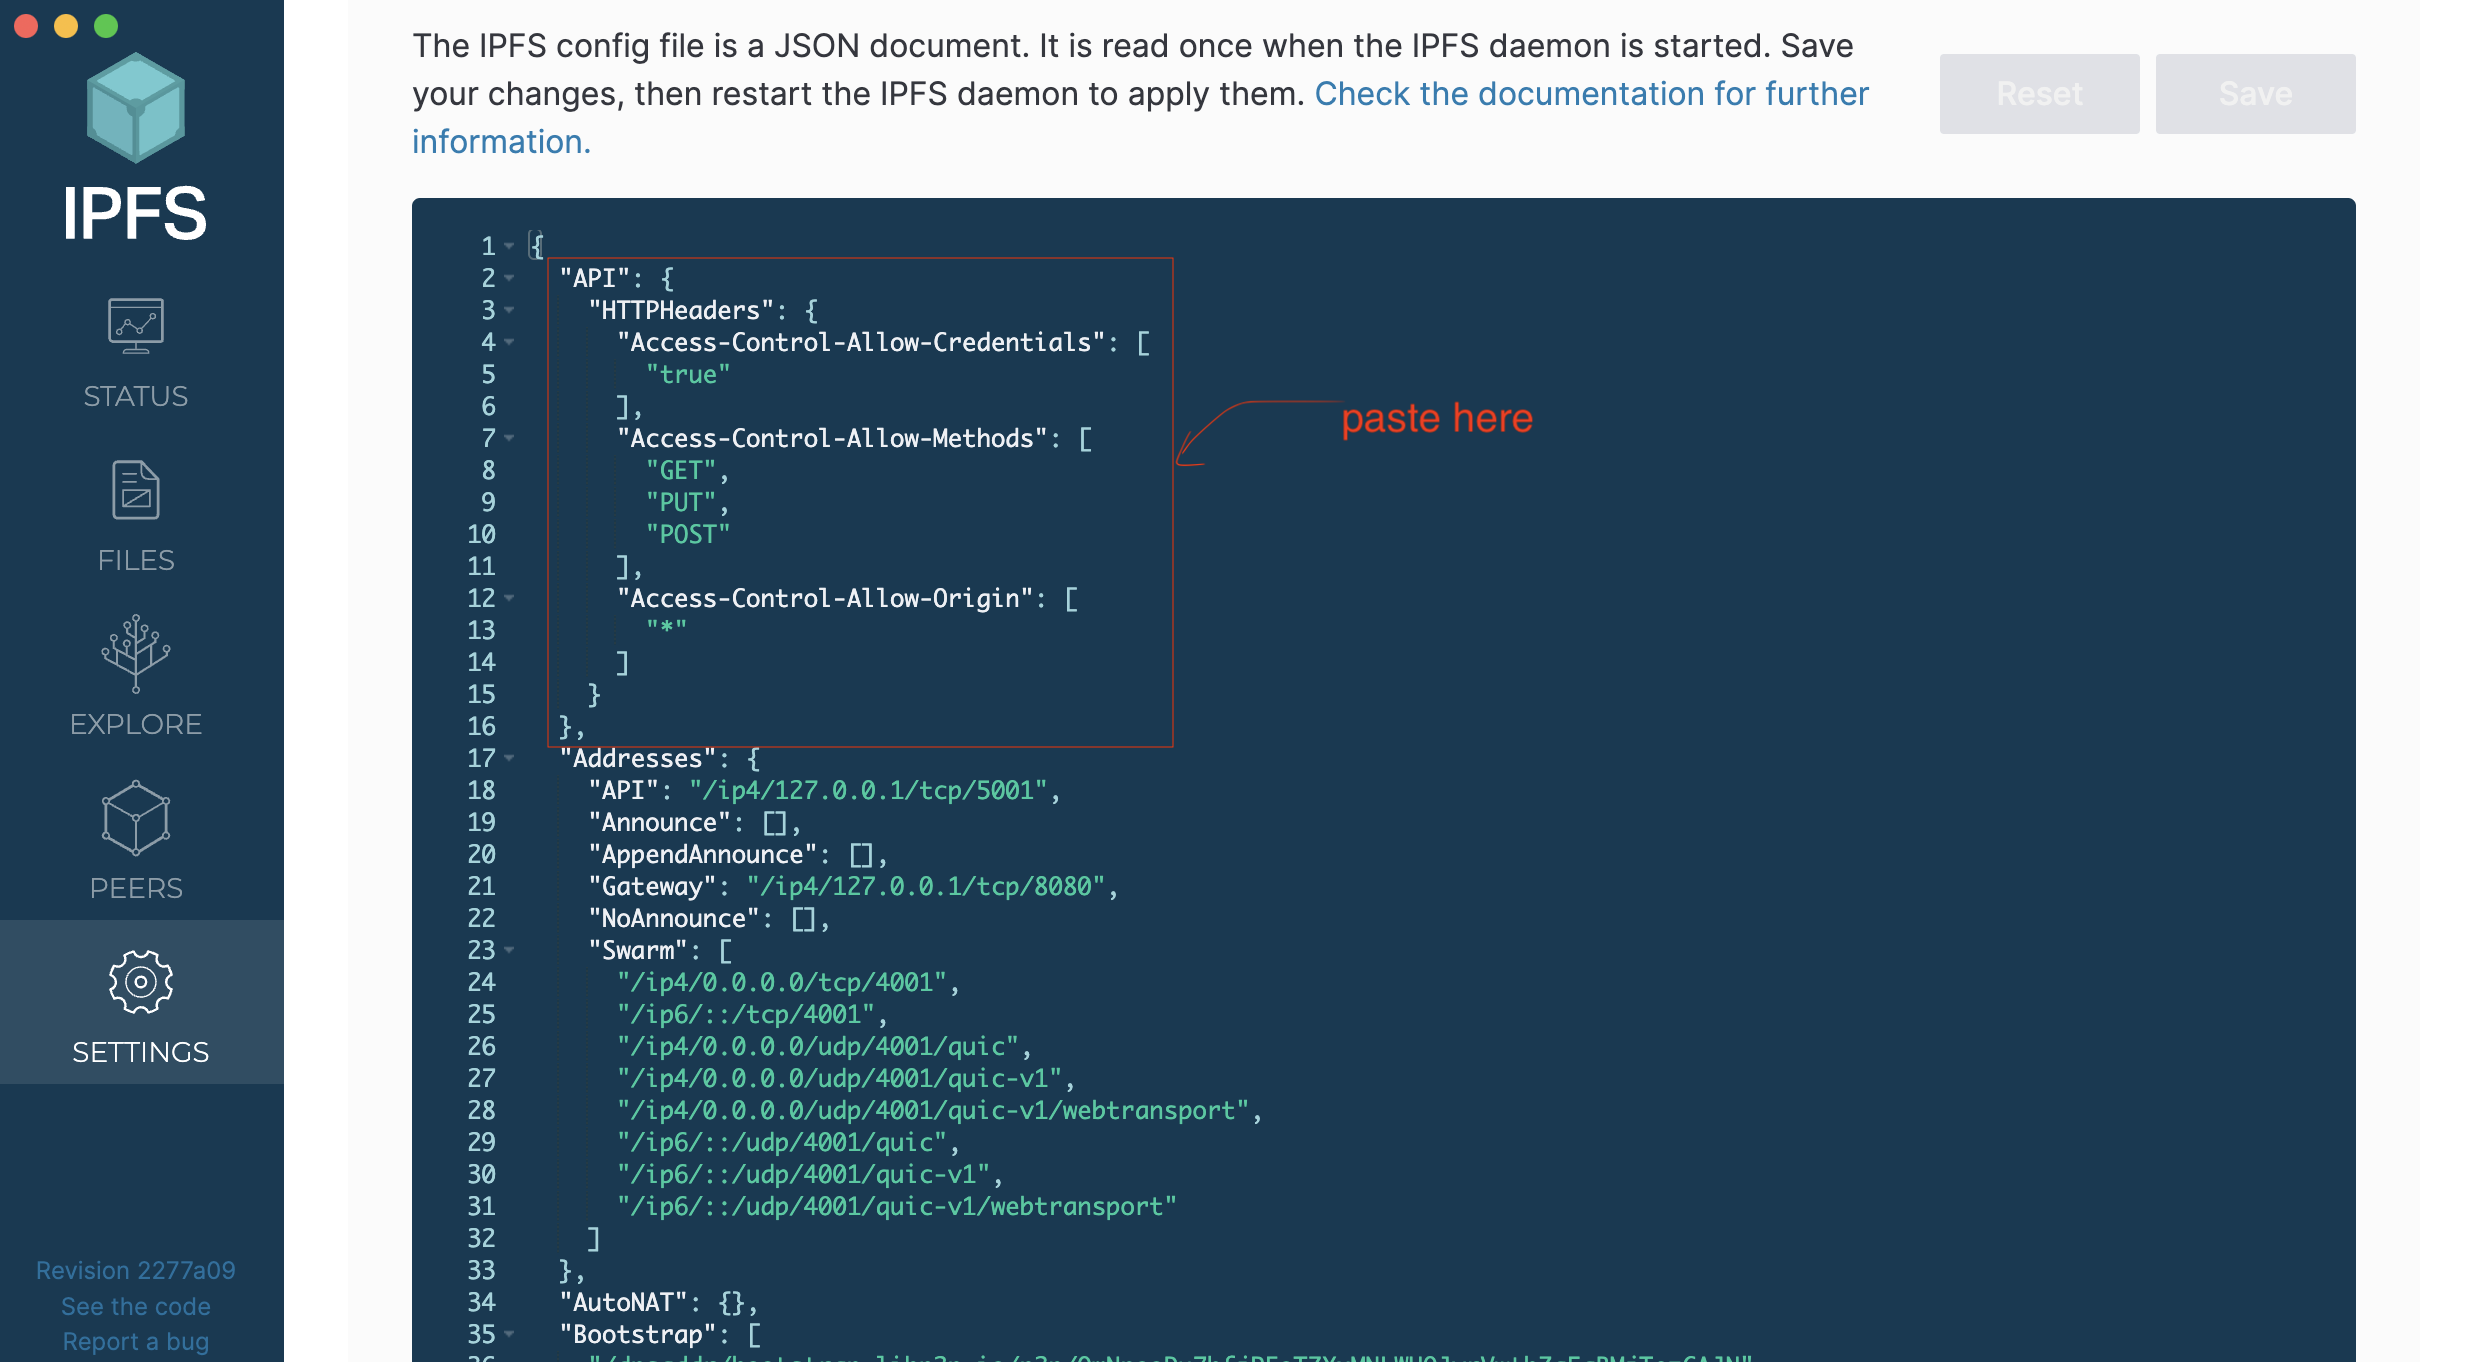 The IPFS config file is a JSON document. It is read once when the IPFS daemon is started. Save
your changes, then restart the IPFS daemon to apply them. Check the documentation for further
information.
Reset
Save
IPFS
STATUS
FILES
EXPLORE
PEERS
SETTINGS
Revision 2277a09
See the code
Report a bug
1 {
2 "API": {
3 "HTTPHeaders": {
4 "Access-Control-Allow-Credentials": [
5 "true"
6 ],
7 "Access-Control-Allow-Methods": [
8 "GET",
9 "PUT",
10 "POST"
11 ],
12 "Access-Control-Allow-Origin": [
13 "*"
14 ]
15 }
16 },
17 "Addresses": {
18 "API": "/ip4/127.0.0.1/tcp/5001",
19 "Announce": [],
20 "AppendAnnounce": [],
21 "Gateway": "/ip4/127.0.0.1/tcp/8080",
22 "NoAnnounce": [],
23 "Swarm": [
24 "/ip4/0.0.0.0/tcp/4001",
25 "/ip6/::/tcp/4001",
26 "/ip4/0.0.0.0/udp/4001/quic",
27 "/ip4/0.0.0.0/udp/4001/quic-v1",
28 "/ip4/0.0.0.0/udp/4001/quic-v1/webtransport",
29 "/ip6/::/udp/4001/quic",
30 "/ip6/::/udp/4001/quic-v1",
31 "/ip6/::/udp/4001/quic-v1/webtransport"
32 ]
33 },
34 "AutoNAT": {},
35 "Bootstrap": [
paste here